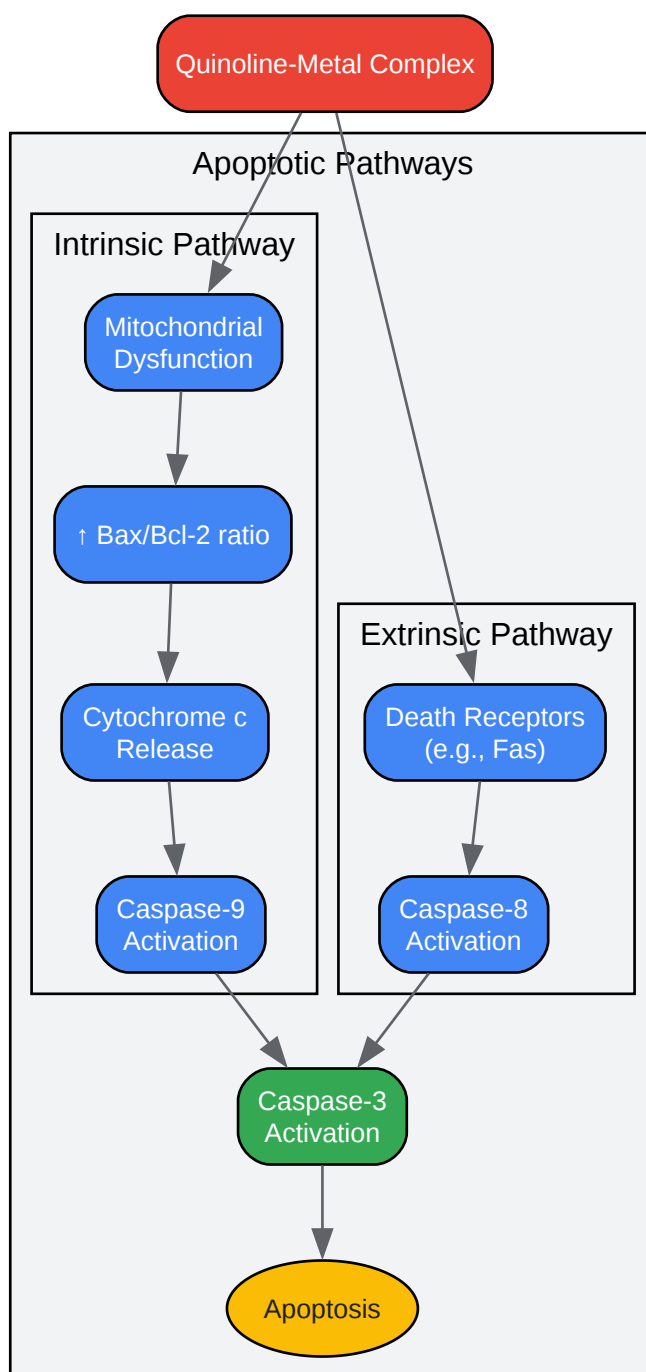 Quinoline-Metal Complex
Apoptotic Pathways
Intrinsic Pathway
Mitochondrial
Dysfunction
↑ Bax/Bcl-2 ratio
Cytochrome c
Release
Caspase-9
Activation
Extrinsic Pathway
Death Receptors
(e.g., Fas)
Caspase-8
Activation
Caspase-3
Activation
Apoptosis